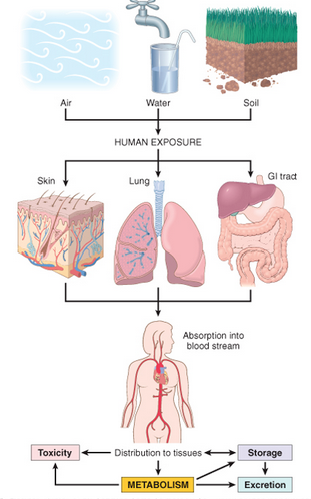 Air
Water
Soil
HUMAN EXPOSURE
Skin
Lung
GI tract
Absorption into
blood stream
Toxicity
Distribution to tissues
Storage
METABOLISM
Excretion